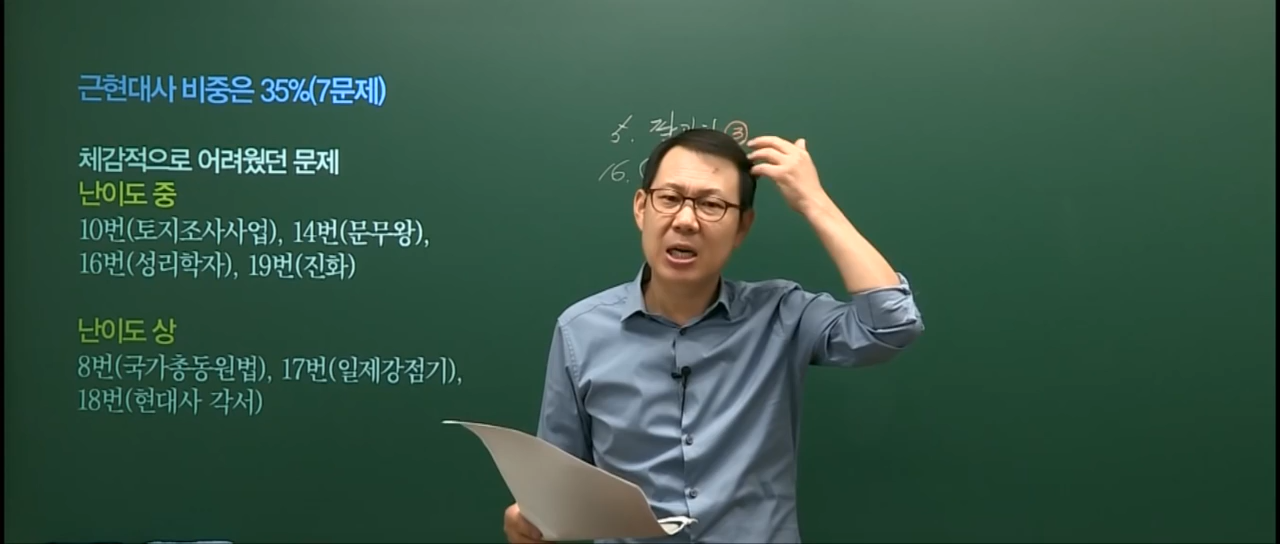 근현대사 비중은 35%(7문제)
체감적으로 어려웠던 문제
난이도 중
10번(토지조사사업), 14번(문무왕),
16번(성리학자), 19번(진화)
난이도 상
8번(국가총동원법), 17번(일제강점기),
18번(현대사 각서)
5. ③
16.